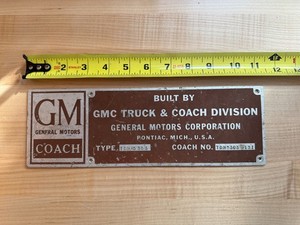 2 3 4 5 6 7 8 9 10 11
GM
GENERAL MOTORS
COACH
BUILT BY
GMC TRUCK & COACH DIVISION
GENERAL MOTORS CORPORATION
PONTIAC, MICH., U.S.A.
TYPE
COACH NO.